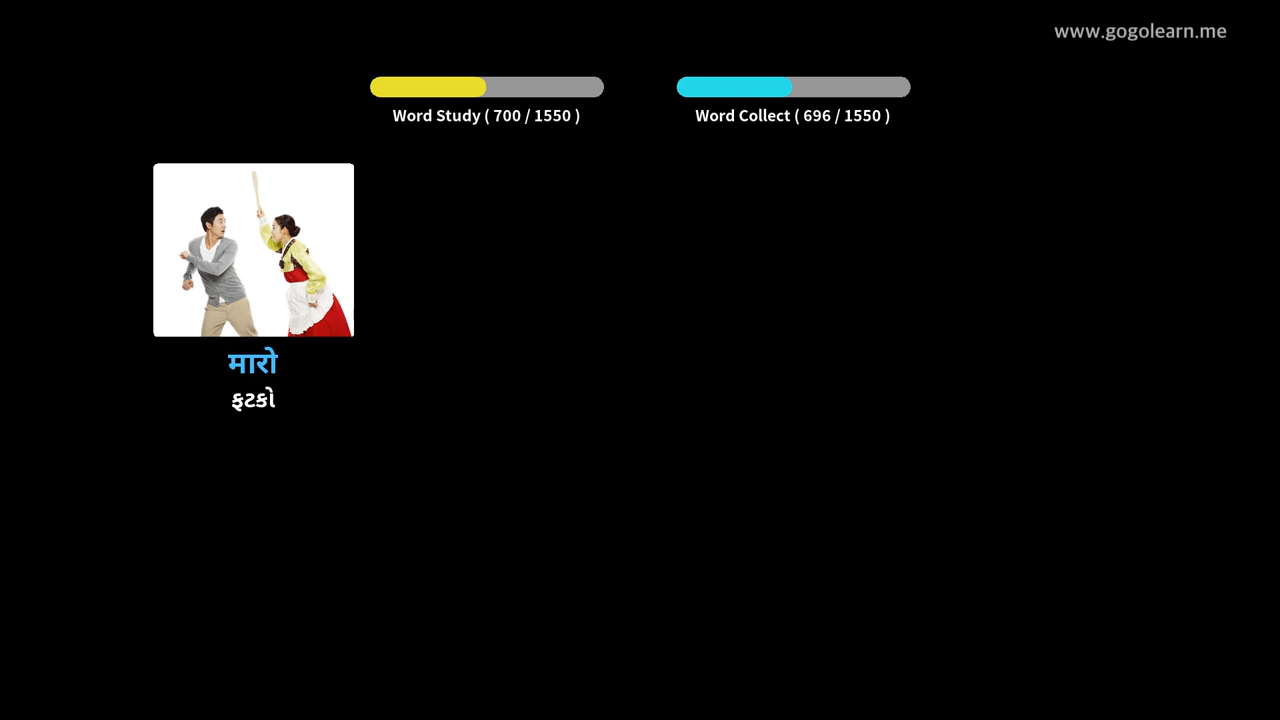 www.gogolearn.me
Word Study ( 700 / 1550 )
Word Collect ( 696 / 1550 )
मारो
ફટકો